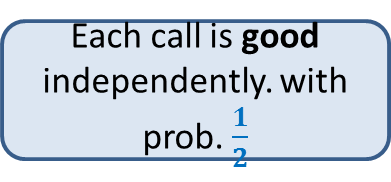 Each call is good
independently. with
prob. 1/2